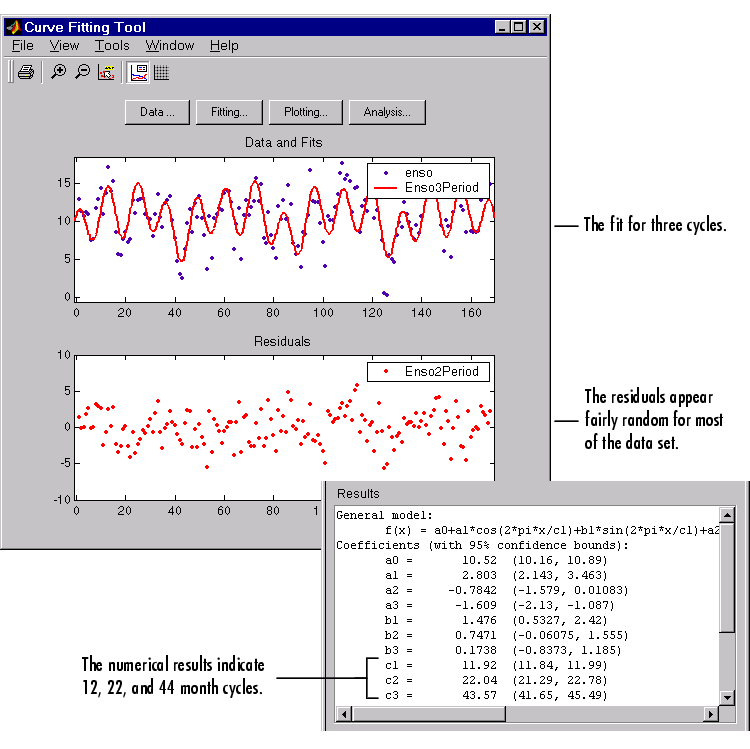 Curve Fitting Tool
File View Tools Window Help
Data ... Fitting... Plotting... Analysis...
Data and Fits
15
10
5
0
enso
Enso3Period
0 20 40 60 80 100 120 140 160
The fit for three cycles.
Residuals
10
5
0
-5
-10
Enso2Period
0 20 40 60 80 1
The residuals appear
fairly random for most
of the data set.
Results
General model:
f(x) = a0+a1*cos(2*pi*x/c1)+b1*sin(2*pi*x/c1)+a2
Coefficients (with 95% confidence bounds):
a0 = 10.52 (10.16, 10.89)
a1 = 2.803 (2.143, 3.463)
a2 = -0.7842 (-1.579, 0.01083)
a3 = -1.609 (-2.13, -1.087)
b1 = 1.476 (0.5327, 2.42)
b2 = 0.7471 (-0.06075, 1.555)
b3 = 0.1738 (-0.8373, 1.185)
c1 = 11.92 (11.84, 11.99)
c2 = 22.04 (21.29, 22.78)
c3 = 43.57 (41.65, 45.49)
The numerical results indicate
12, 22, and 44 month cycles.